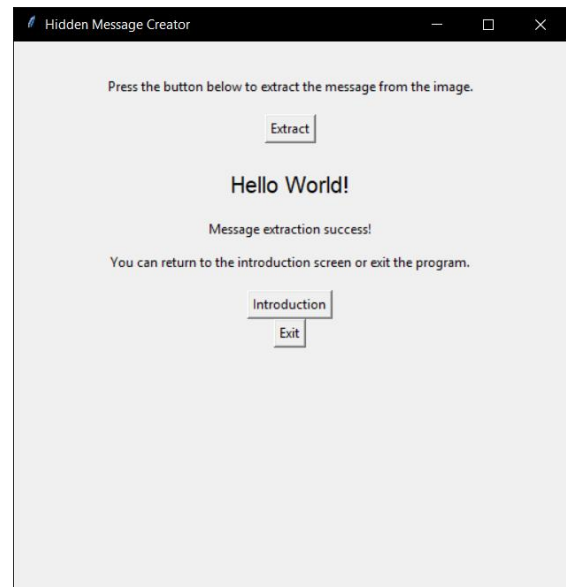 Hidden Message Creator
Press the button below to extract the message from the image.
Extract
Hello World!
Message extraction success!
You can return to the introduction screen or exit the program.
Introduction
Exit